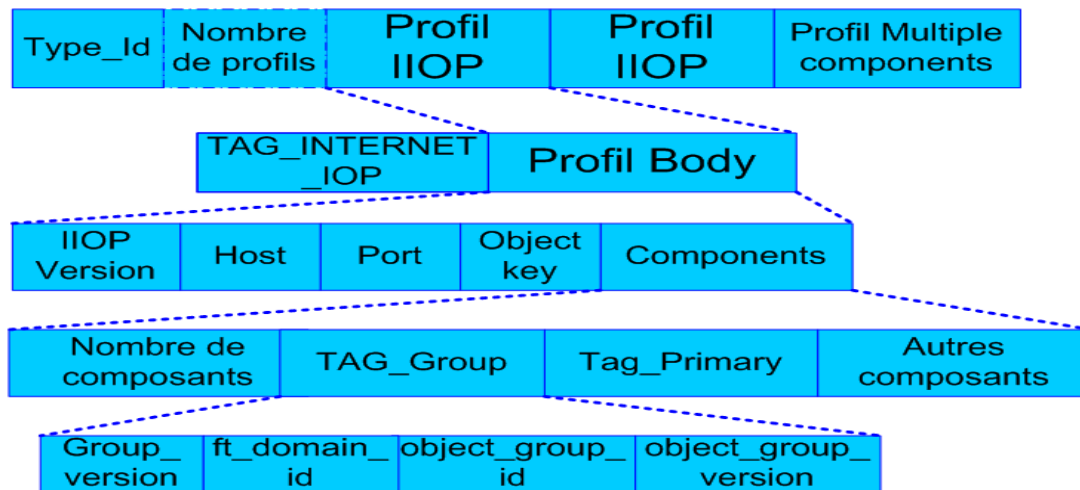 Type_Id
Nombre
de profils
Profil
IIOP
Profil
IIOP
Profil Multiple
components
TAG_INTERNET
_IOP
Profil Body
IIOP
Version
Host
Port
Object
key
Components
Nombre de
composants
TAG_Group
Tag_Primary
Autres
composants
Group_
version
ft_domain_
id
object_group_
id
object_group_
version